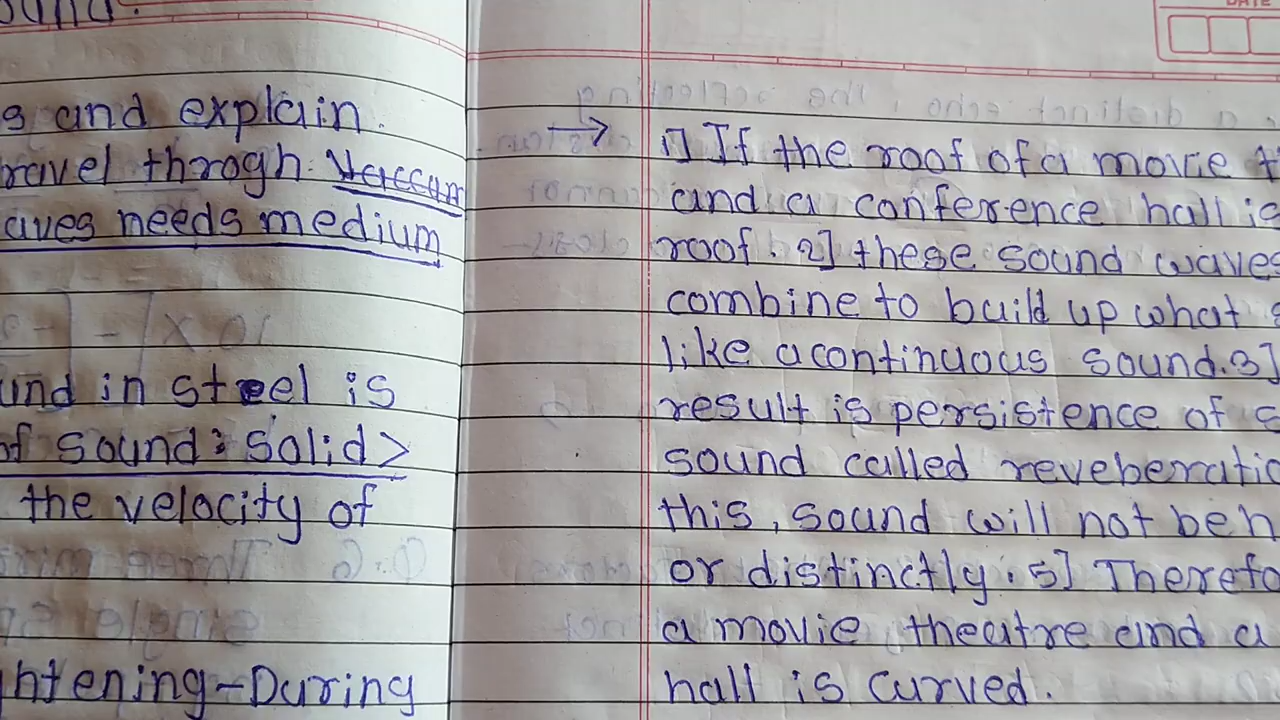 s and explain.
ravel throgh Vaccum
aves needs medium
und in steel is
of sound: Solid>
the velocity of
htening-During
DATE
→ 1] If the roof of a movie t
and a conference hall is
roof. 2] these sound waves
combine to build up what s
like a continuous sound. 3]
result is persistence of s
sound called reveberatio
this, sound will not be h
or distinctly. 5] Therefo
a movie theatre and a
hall is curved.